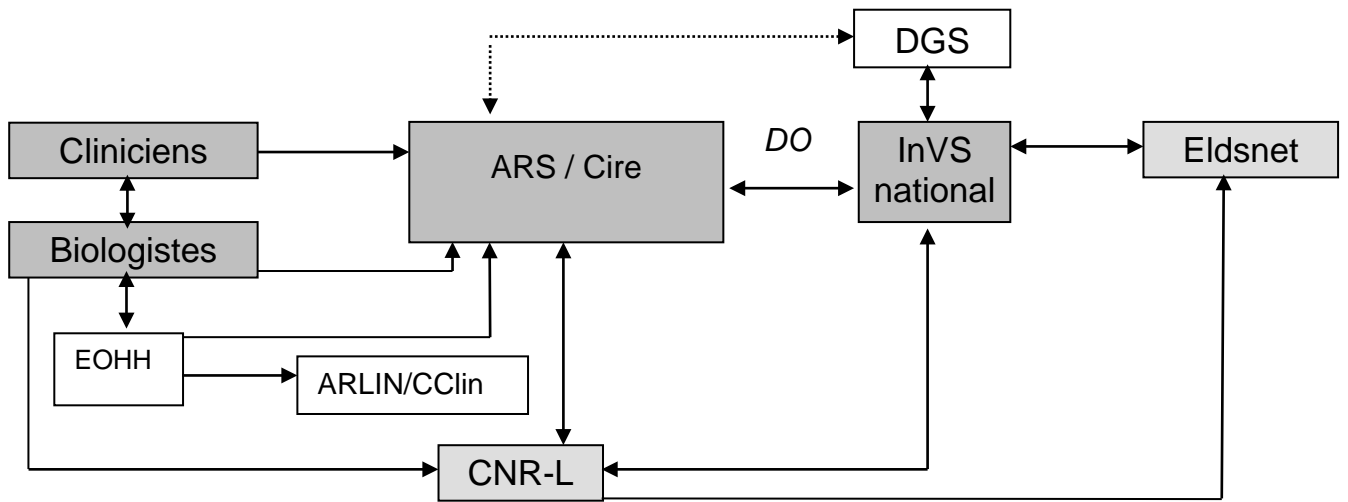 DGS
Cliniciens
ARS / Cire
DO
InVS
national
Eldsnet
Biologistes
EOHH
ARLIN/CClin
CNR-L